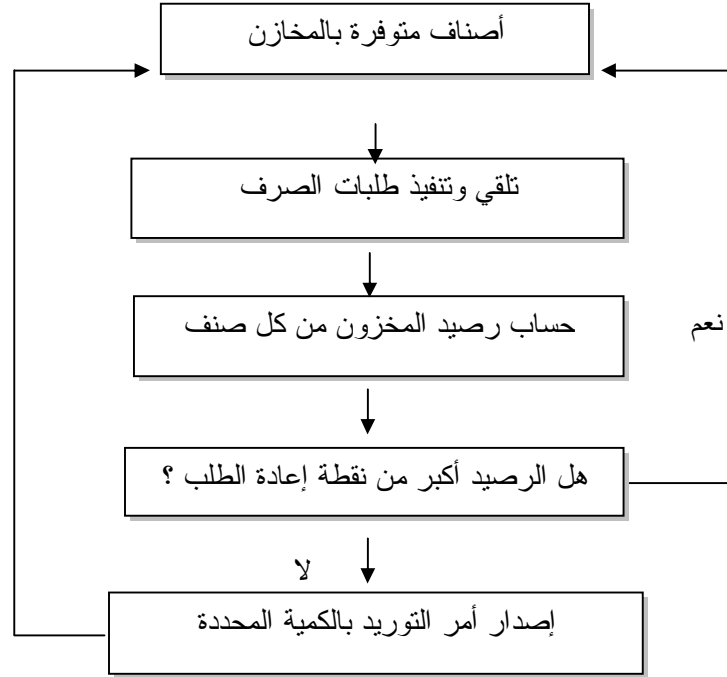 أصناف متوفرة بالمخازن
تلقي وتنفيذ طلبات الصرف
حساب رصيد المخزون من كل صنف
نعم
هل الرصيد أكبر من نقطة إعادة الطلب ؟
لا
إصدار أمر التوريد بالكمية المحددة